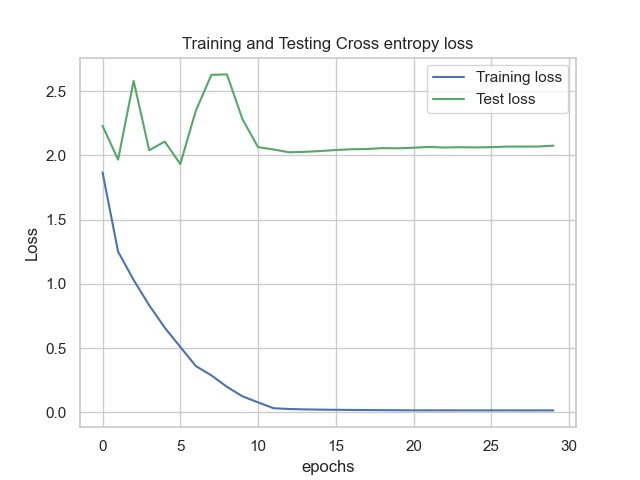 Training and Testing Cross entropy loss
Training loss
Test loss
2.5
2.0
1.5
1.0
0.5
0.0
Loss
0 5 10 15 20 25 30
epochs